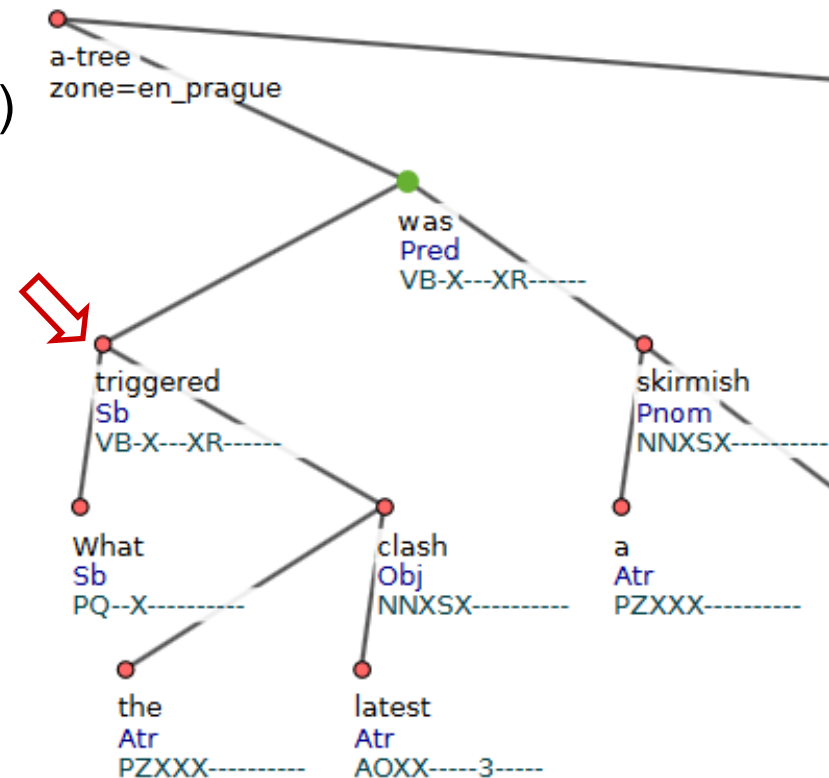 a-tree
zone=en_prague
)
was
Pred
VB-X---XR------
triggered
Sb
VB-X---XR------
skirmish
Pnom
NNXSX----------
What
Sb
PQ--X----------
clash
Obj
NNXSX----------
a
Atr
PZXXX----------
the
Atr
PZXXX----------
latest
Atr
AOXX-----3-----